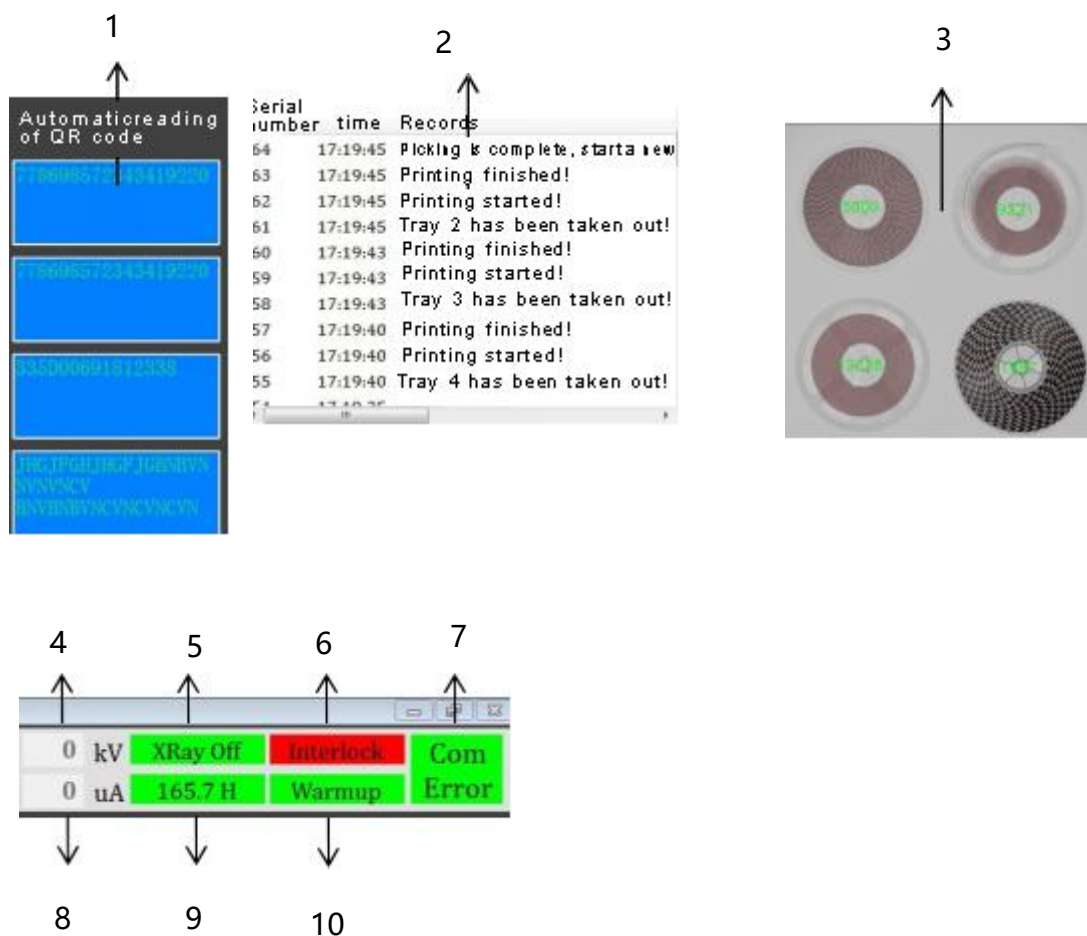 1
2
3
Automaticreading
of QR code
778698572343419220
778698572343419220
335D00691812338
Serial
number time Records
64 17:19:45 Picking is complete, starta new
63 17:19:45 Printing finished!
62 17:19:45 Printing started!
61 17:19:45 Tray 2 has been taken out!
60 17:19:43 Printing finished!
59 17:19:43 Printing started!
58 17:19:43 Tray 3 has been taken out!
57 17:19:40 Printing finished!
56 17:19:40 Printing started!
55 17:19:40 Tray 4 has been taken out!
4
5
6
7
0 kV XRay Off Interlock Com
0 uA 165.7 H Warmup Error
8
9
10